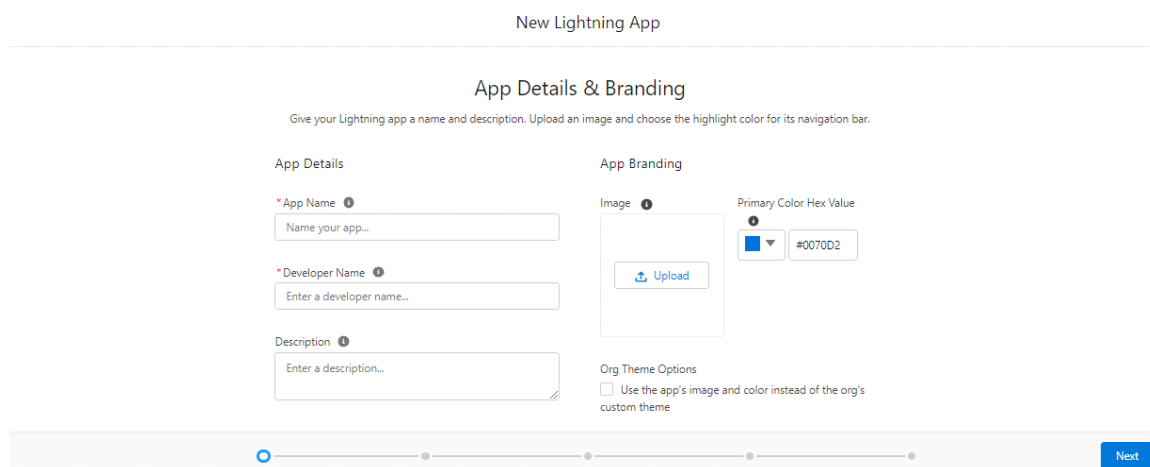 New Lightning App
App Details & Branding
Give your Lightning app a name and description. Upload an image and choose the highlight color for its navigation bar.
App Details
*App Name
Name your app...
*Developer Name
Enter a developer name...
Description
Enter a description...
App Branding
Image
Upload
Primary Color Hex Value
#0070D2
Org Theme Options
Use the app's image and color instead of the org's
custom theme
Next